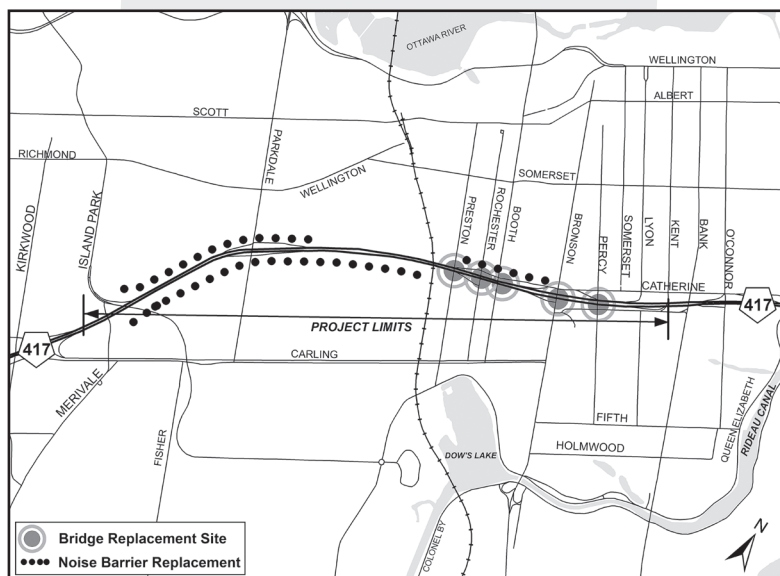 OTTAWA RIVER
WELLINGTON
ALBERT
SCOTT
PARKDALE
RICHMOND
WELLINGTON
SOMERSET
KIRKWOOD
ISLAND PARK
PRESTON
ROCHESTER
BOOTH
BRONSON
PERCY
SOMERSET
LYON
KENT
BANK
O'CONNOR
CATHERINE
417
PROJECT LIMITS
417
CARLING
MERIVALE
FISHER
FIFTH
HOLMWOOD
QUEEN ELIZABETH
RIDEAU CANAL
DOW'S LAKE
COLONEL BY
N
Bridge Replacement Site
Noise Barrier Replacement